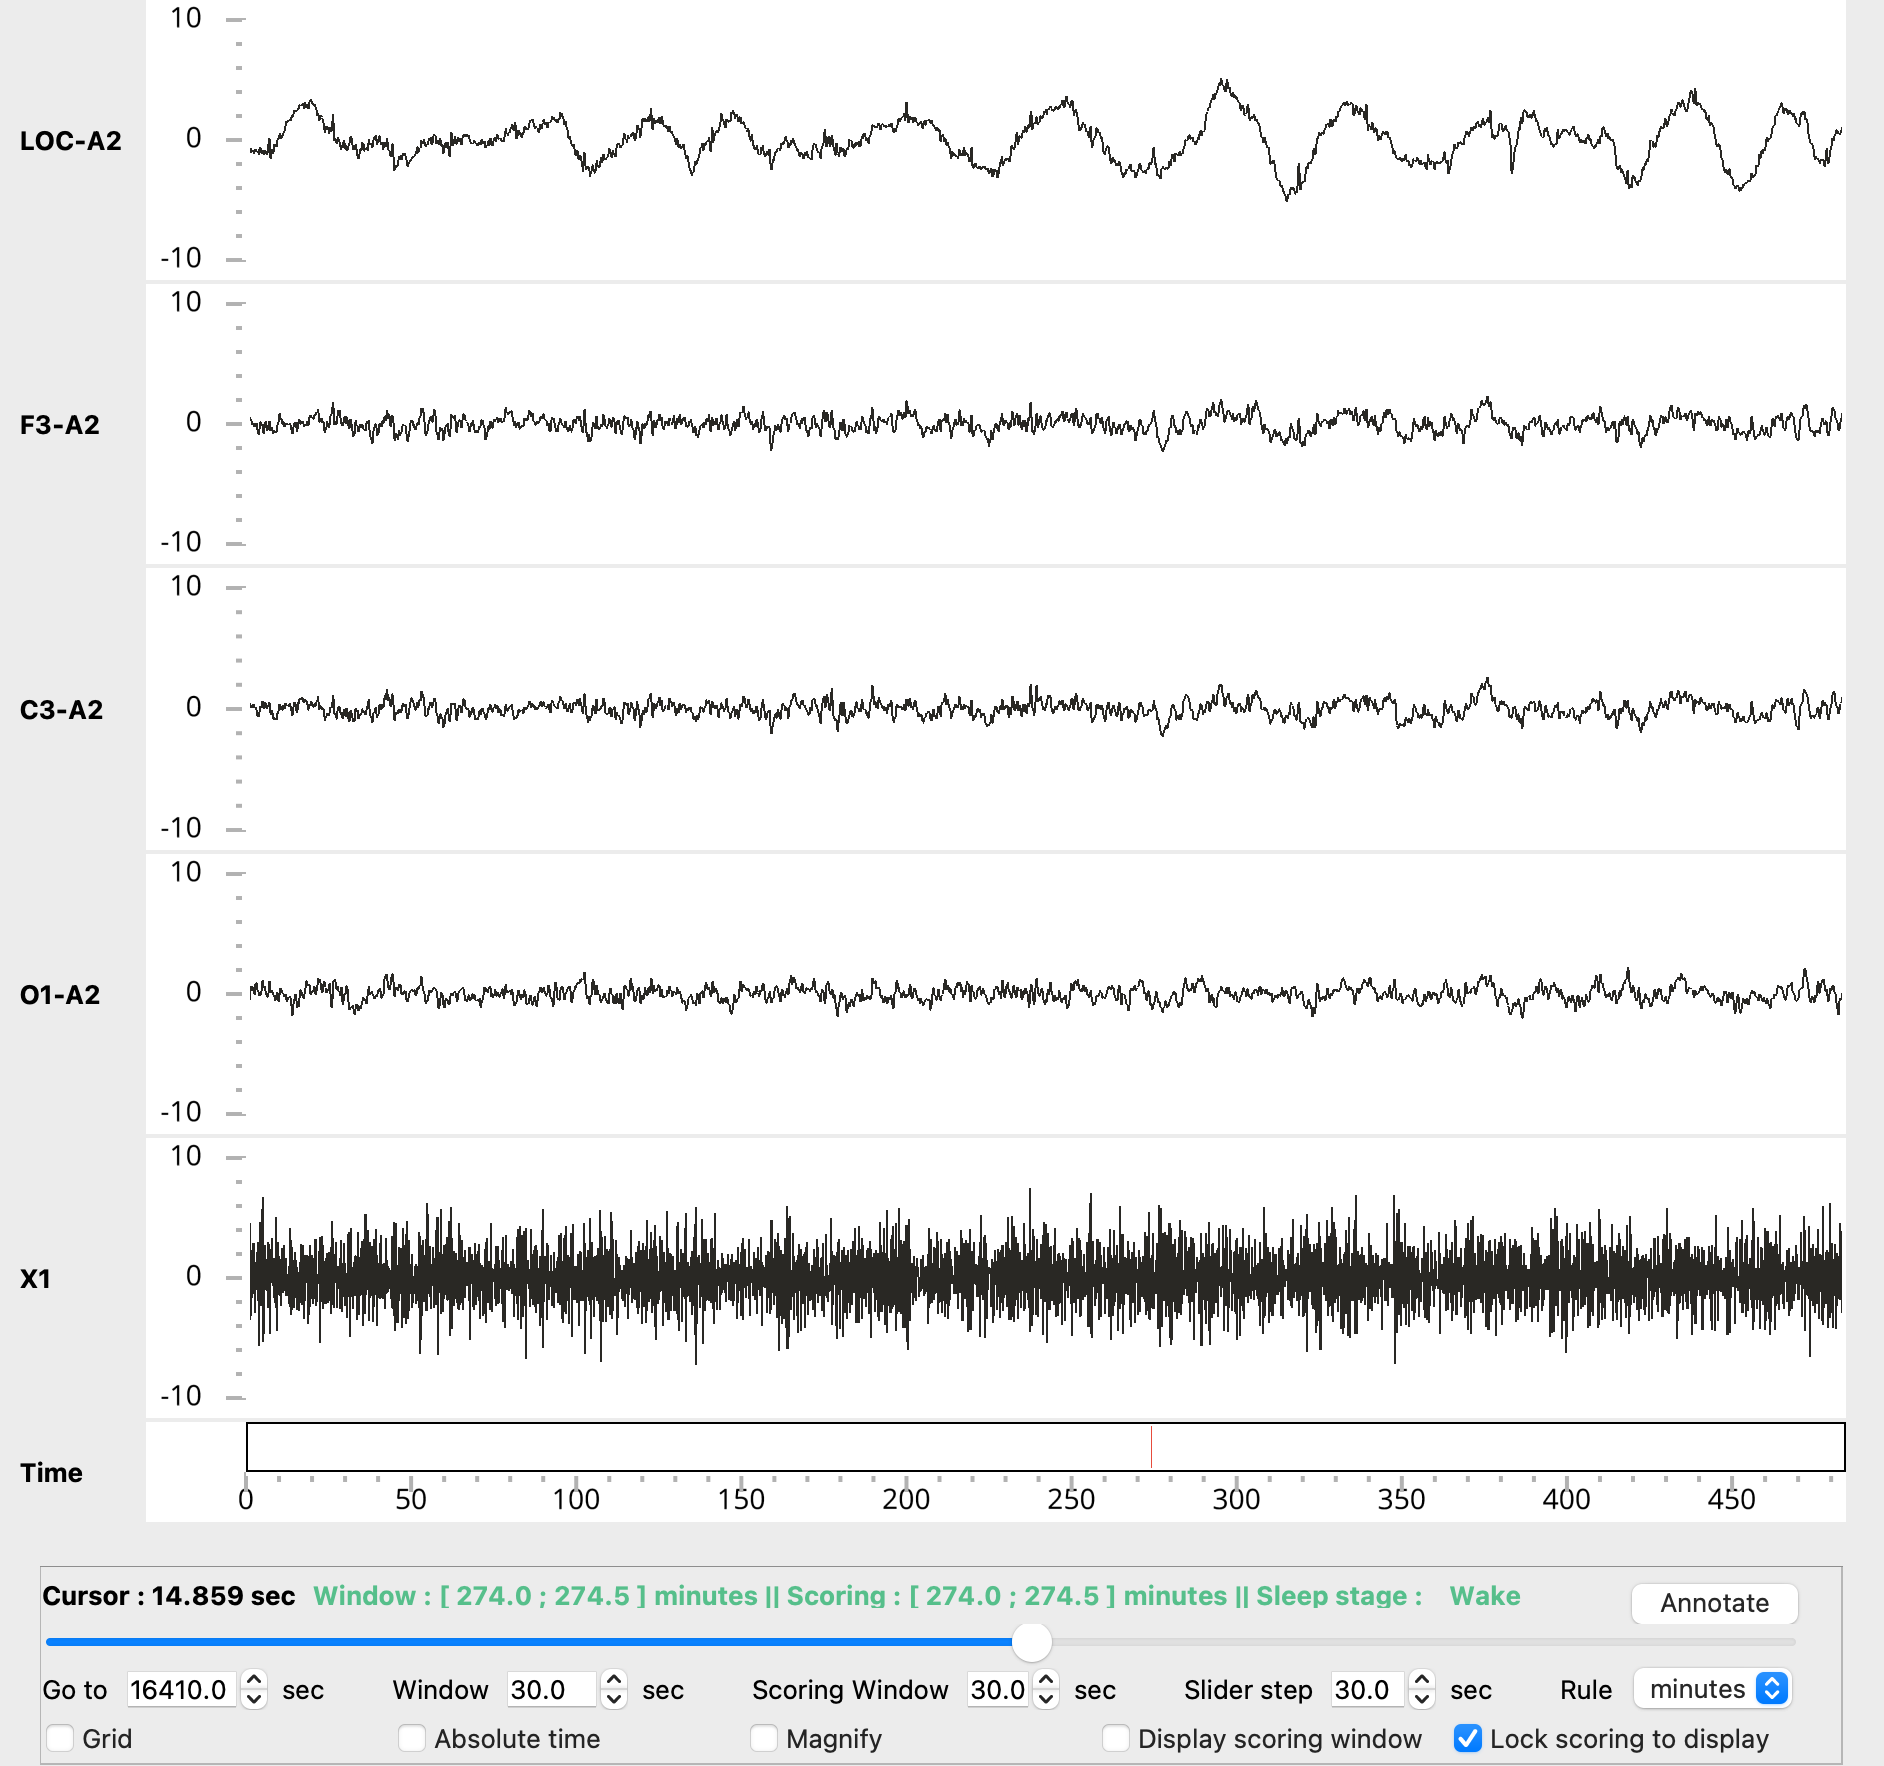 10
LOC-A2
0
-10
10
F3-A2
0
-10
10
C3-A2
0
-10
10
O1-A2
0
-10
10
X1
0
-10
Time
0 50 100 150 200 250 300 350 400 450
Cursor : 14.859 sec Window : [ 274.0 ; 274.5 ] minutes || Scoring : [ 274.0 ; 274.5 ] minutes || Sleep stage : Wake Annotate
Go to 16410.0 sec Window 30.0 sec Scoring Window 30.0 sec Slider step 30.0 sec Rule minutes
Grid Absolute time Magnify Display scoring window Lock scoring to display